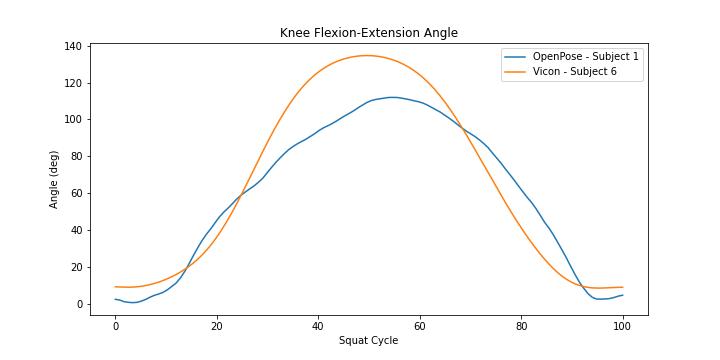 Knee Flexion-Extension Angle
OpenPose - Subject 1
Vicon - Subject 6
Angle (deg)
140
120
100
80
60
40
20
0
0 20 40 60 80 100
Squat Cycle